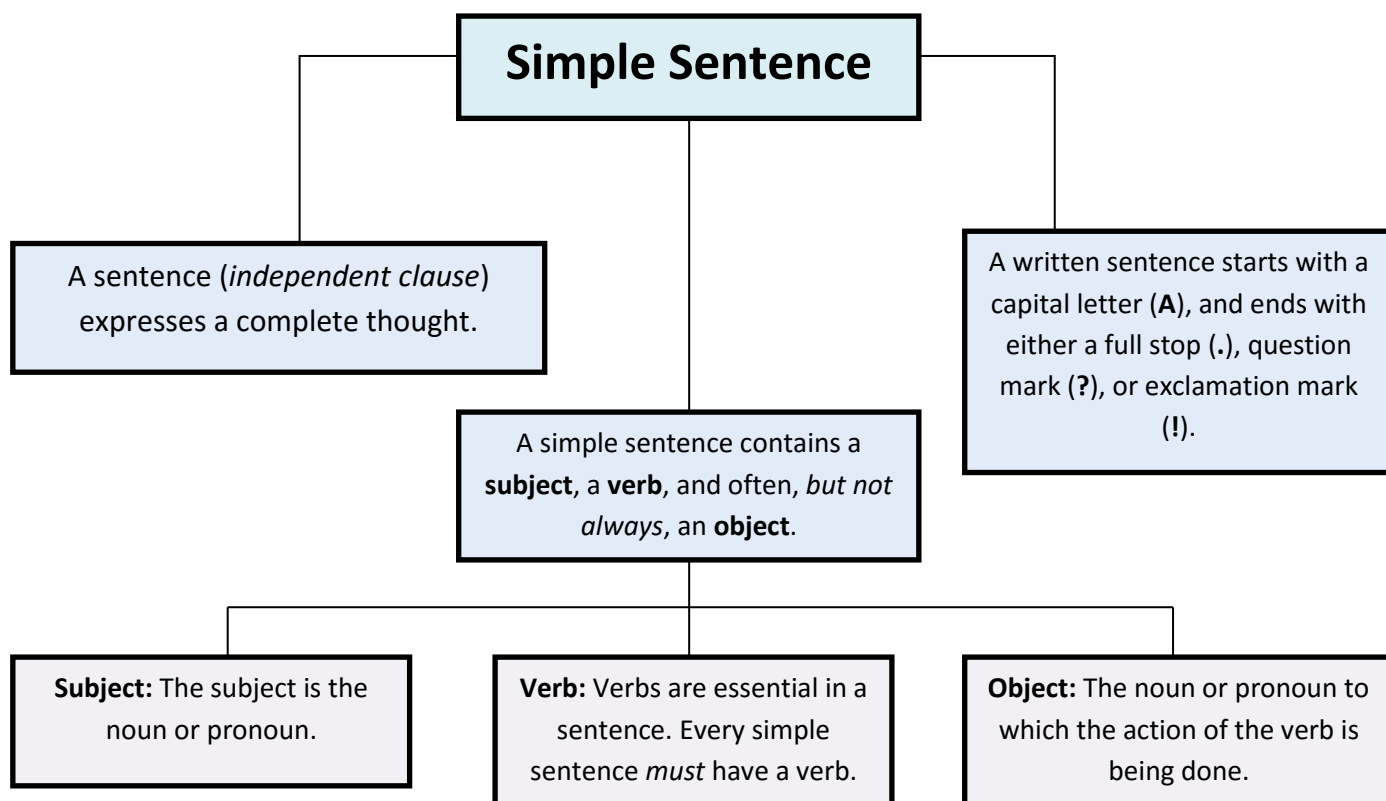 Simple Sentence
A sentence (independent clause)
expresses a complete thought.
A written sentence starts with a
capital letter (A), and ends with
either a full stop (.), question
mark (?), or exclamation mark
(!).
A simple sentence contains a
subject, a verb, and often, but not
always, an object.
Subject: The subject is the
noun or pronoun.
Verb: Verbs are essential in a
sentence. Every simple
sentence must have a verb.
Object: The noun or pronoun to
which the action of the verb is
being done.